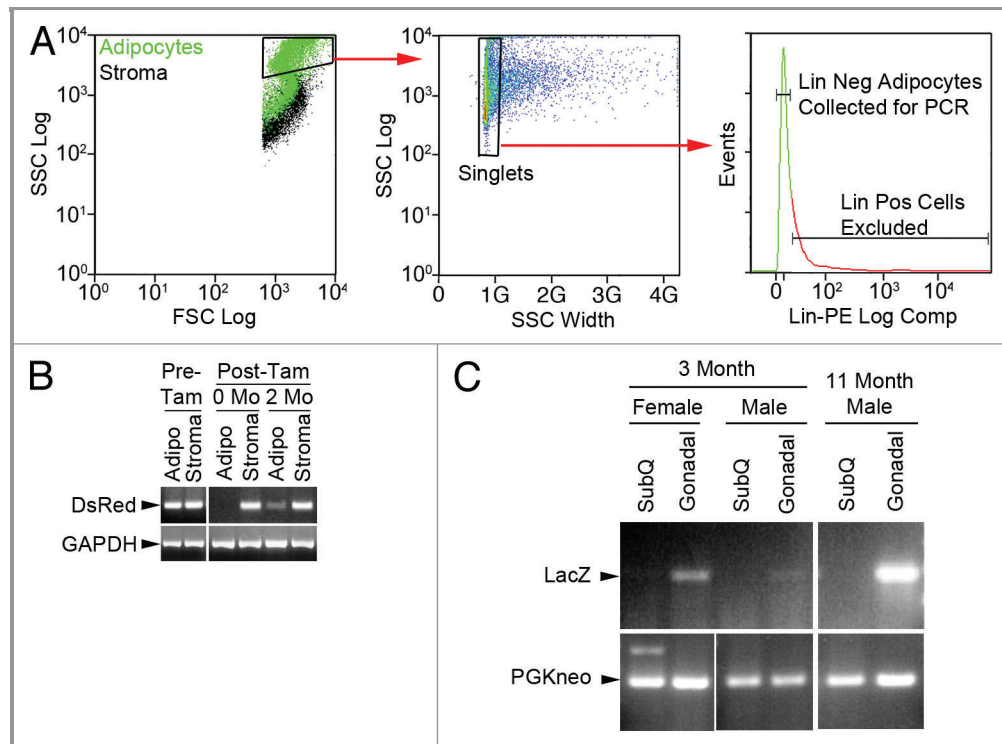 A
Adipocytes
Stroma
SSC Log
10⁴
10³
10²
10¹
10⁰
10⁰ 10¹ 10² 10³ 10⁴
FSC Log
SSC Log
10⁴
10³
10²
10¹
10⁰
Singlets
0 1G 2G 3G 4G
SSC Width
Events
Lin Neg Adipocytes
Collected for PCR
Lin Pos Cells
Excluded
0 10² 10³ 10⁴
Lin-PE Log Comp
B
Pre-
Tam
Post-Tam
0 Mo 2 Mo
Adipo
Stroma
Adipo
Stroma
Adipo
Stroma
DsRed
GAPDH
C
3 Month
11 Month
Male
Female Male
SubQ
Gonadal
SubQ
Gonadal
SubQ
Gonadal
LacZ
PGKneo